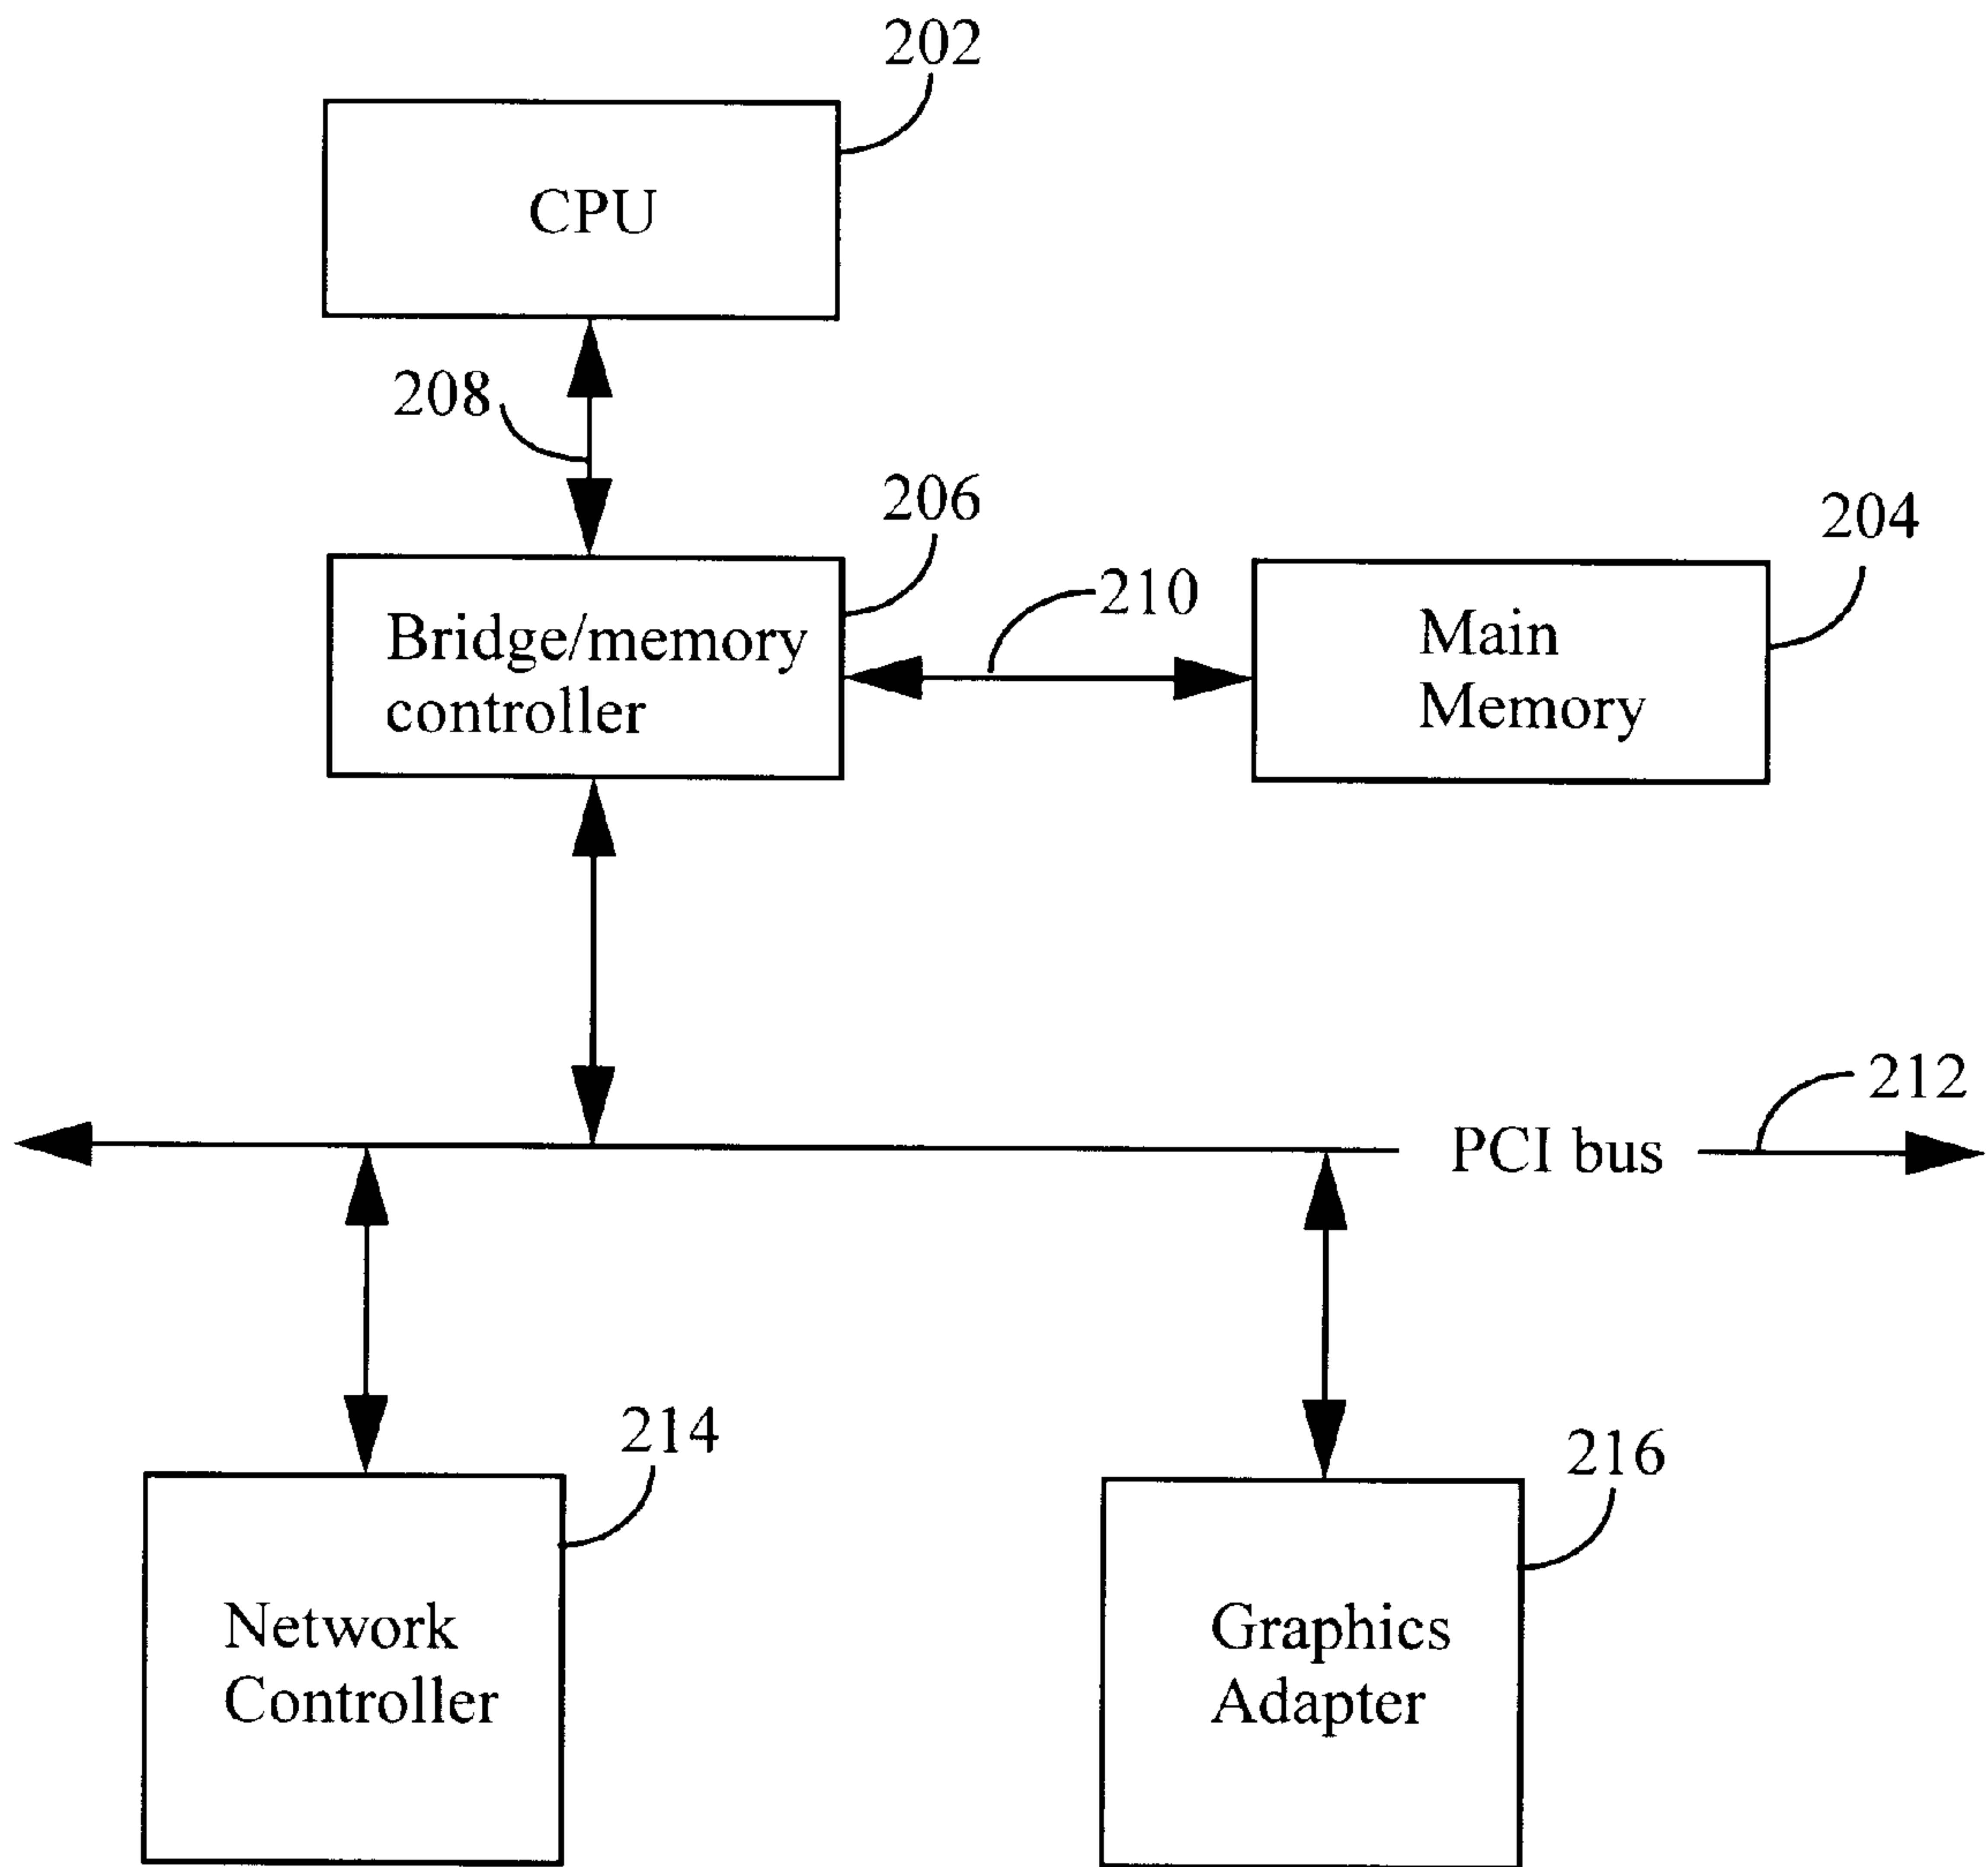 202
CPU
208
206
204
210
Bridge/memory
controller
Main
Memory
212
PCI bus
214
216
Network
Controller
Graphics
Adapter